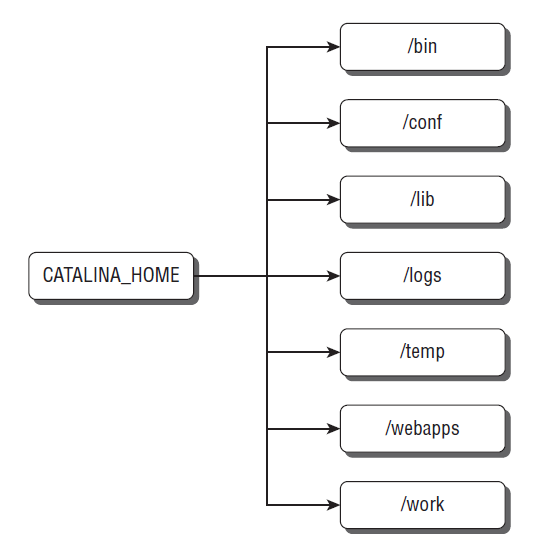 /bin
/conf
/lib
CATALINA_HOME
/logs
/temp
/webapps
/work